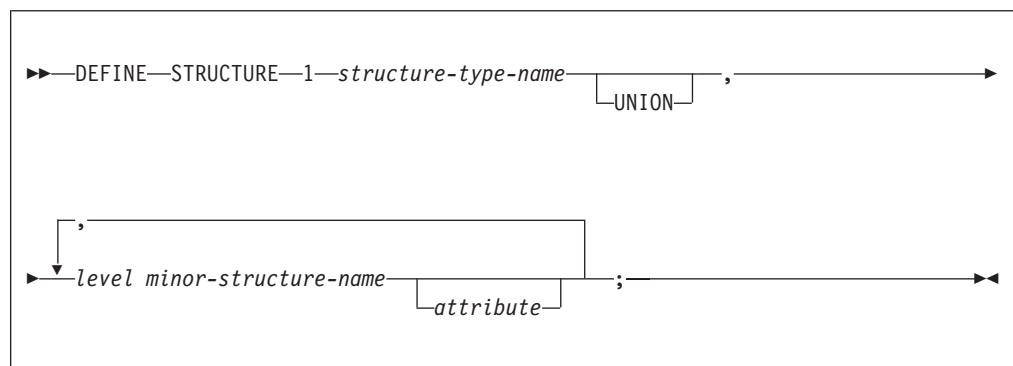 DEFINE STRUCTURE 1 structure-type-name ,
UNION
,
level minor-structure-name ;
attribute